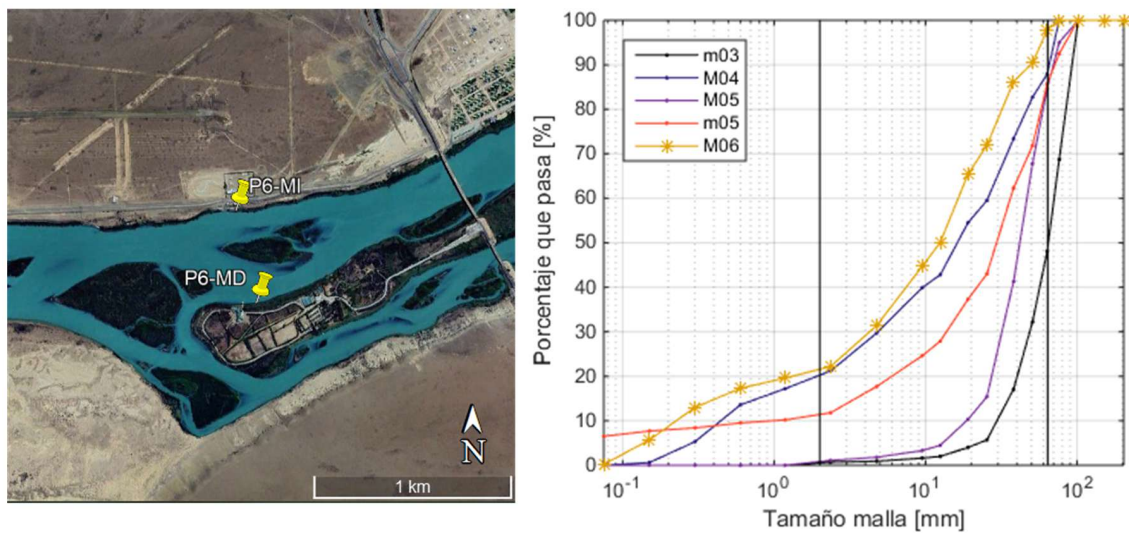 P6-MI
P6-MD
N
1 km
Porcentaje que pasa [%]
100
90
80
70
60
50
40
30
20
10
0
m03
M04
M05
m05
M06
10-1
100
101
102
Tamaño malla [mm]